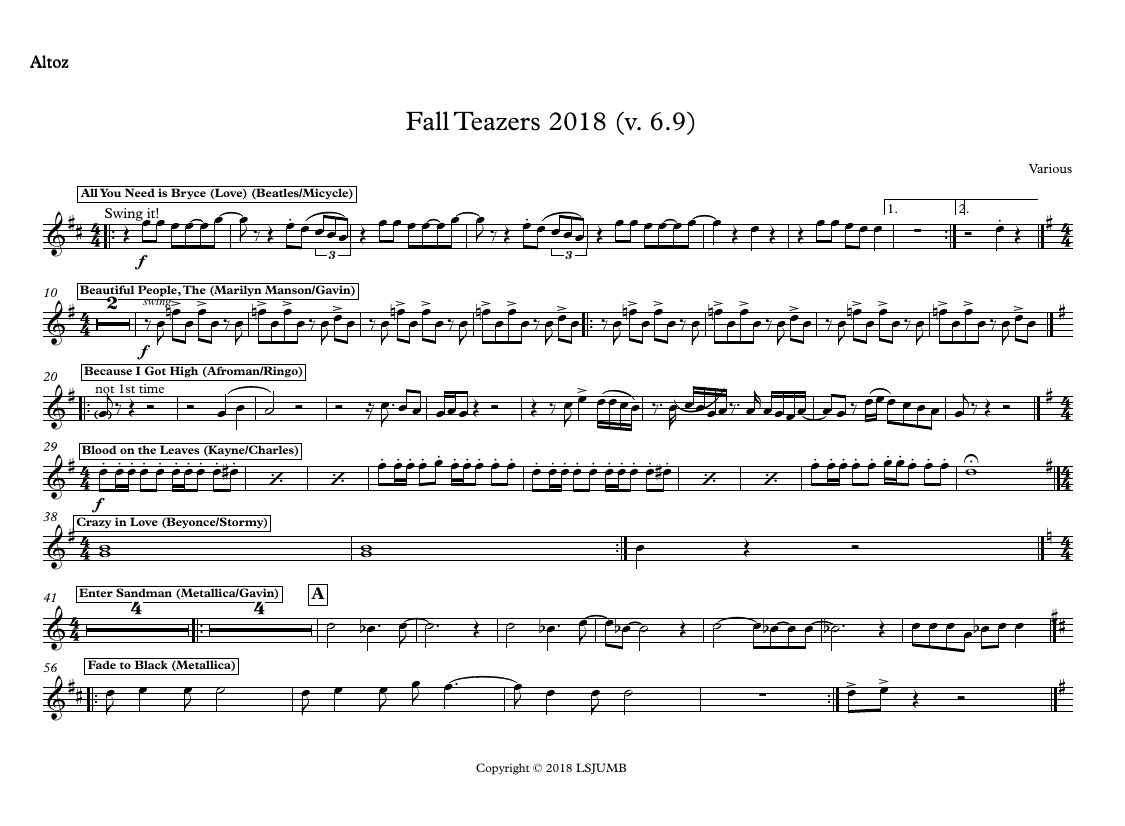 Altoz
Fall Teazers 2018 (v. 6.9)
Various
All You Need is Bryce (Love) (Beatles/Micycle)
Swing it!
1.
2.
f
3
3
10
Beautiful People, The (Marilyn Manson/Gavin)
2
swing
f
20
Because I Got High (Afroman/Ringo)
not 1st time
29
Blood on the Leaves (Kayne/Charles)
f
38
Crazy in Love (Beyonce/Stormy)
41
Enter Sandman (Metallica/Gavin)
A
4
4
56
Fade to Black (Metallica)
Copyright © 2018 LSJUMB